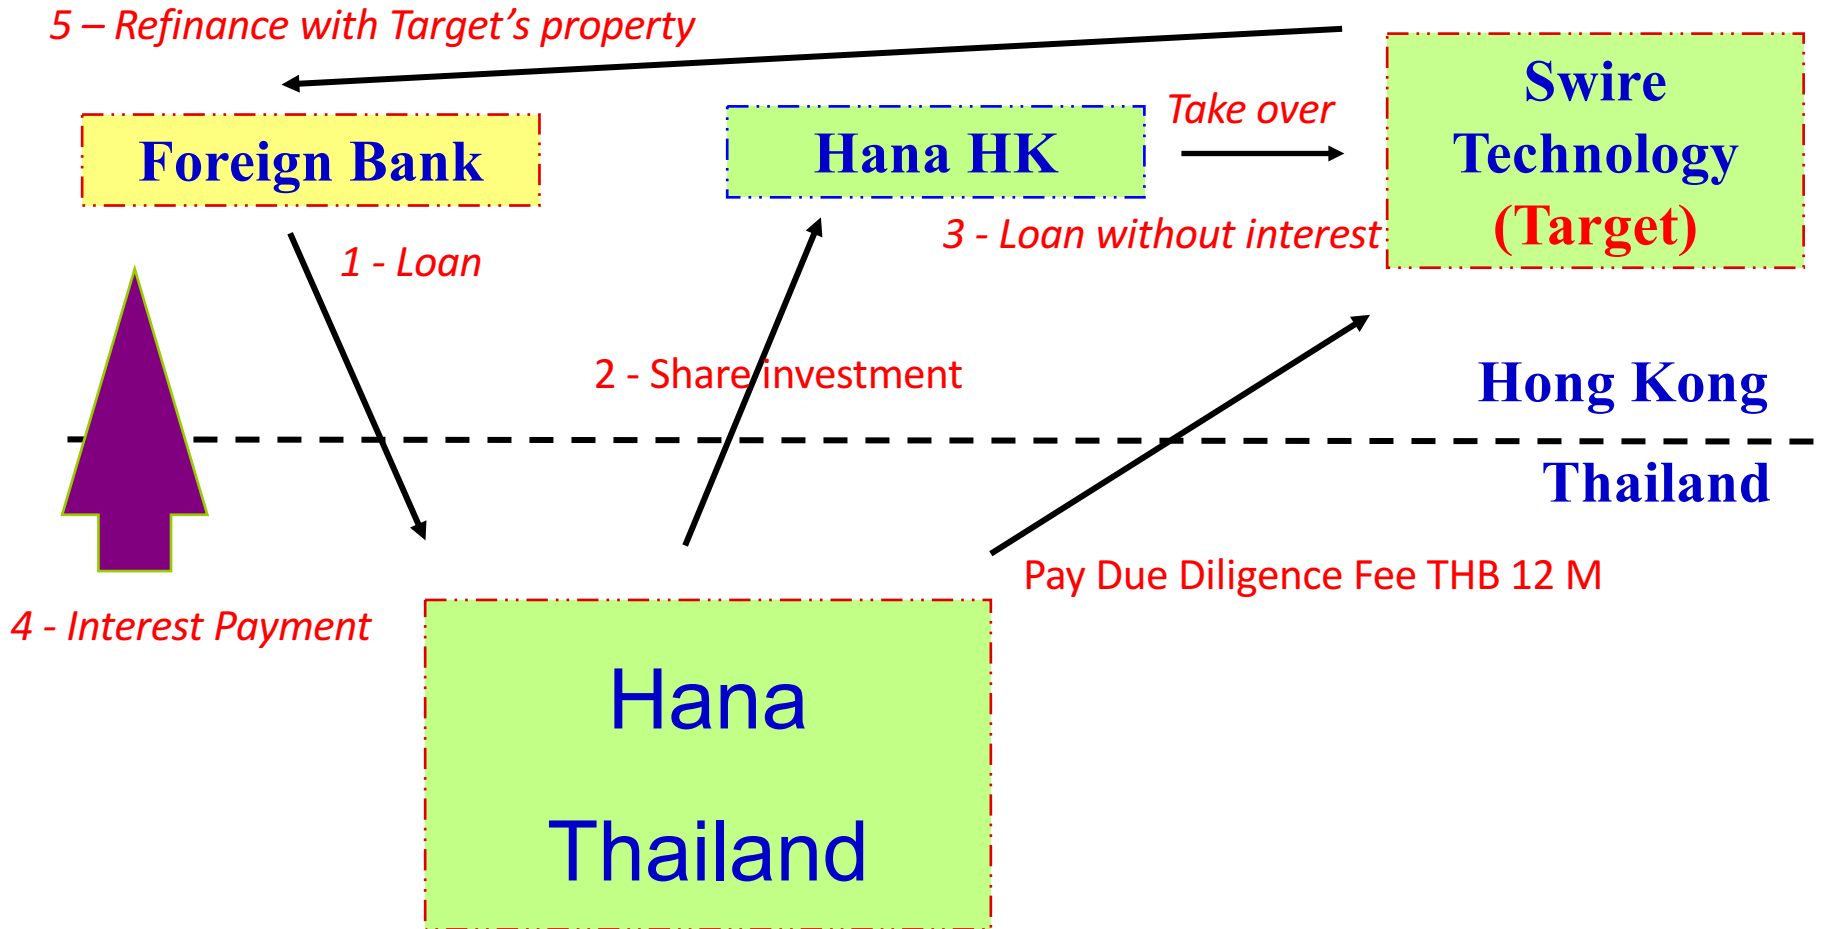 5 – Refinance with Target’s property
Swire
Technology
(Target)
Take over
Foreign Bank
Hana HK
3 - Loan without interest
1 - Loan
2 - Share investment
Hong Kong
Thailand
Pay Due Diligence Fee THB 12 M
4 - Interest Payment
Hana
Thailand